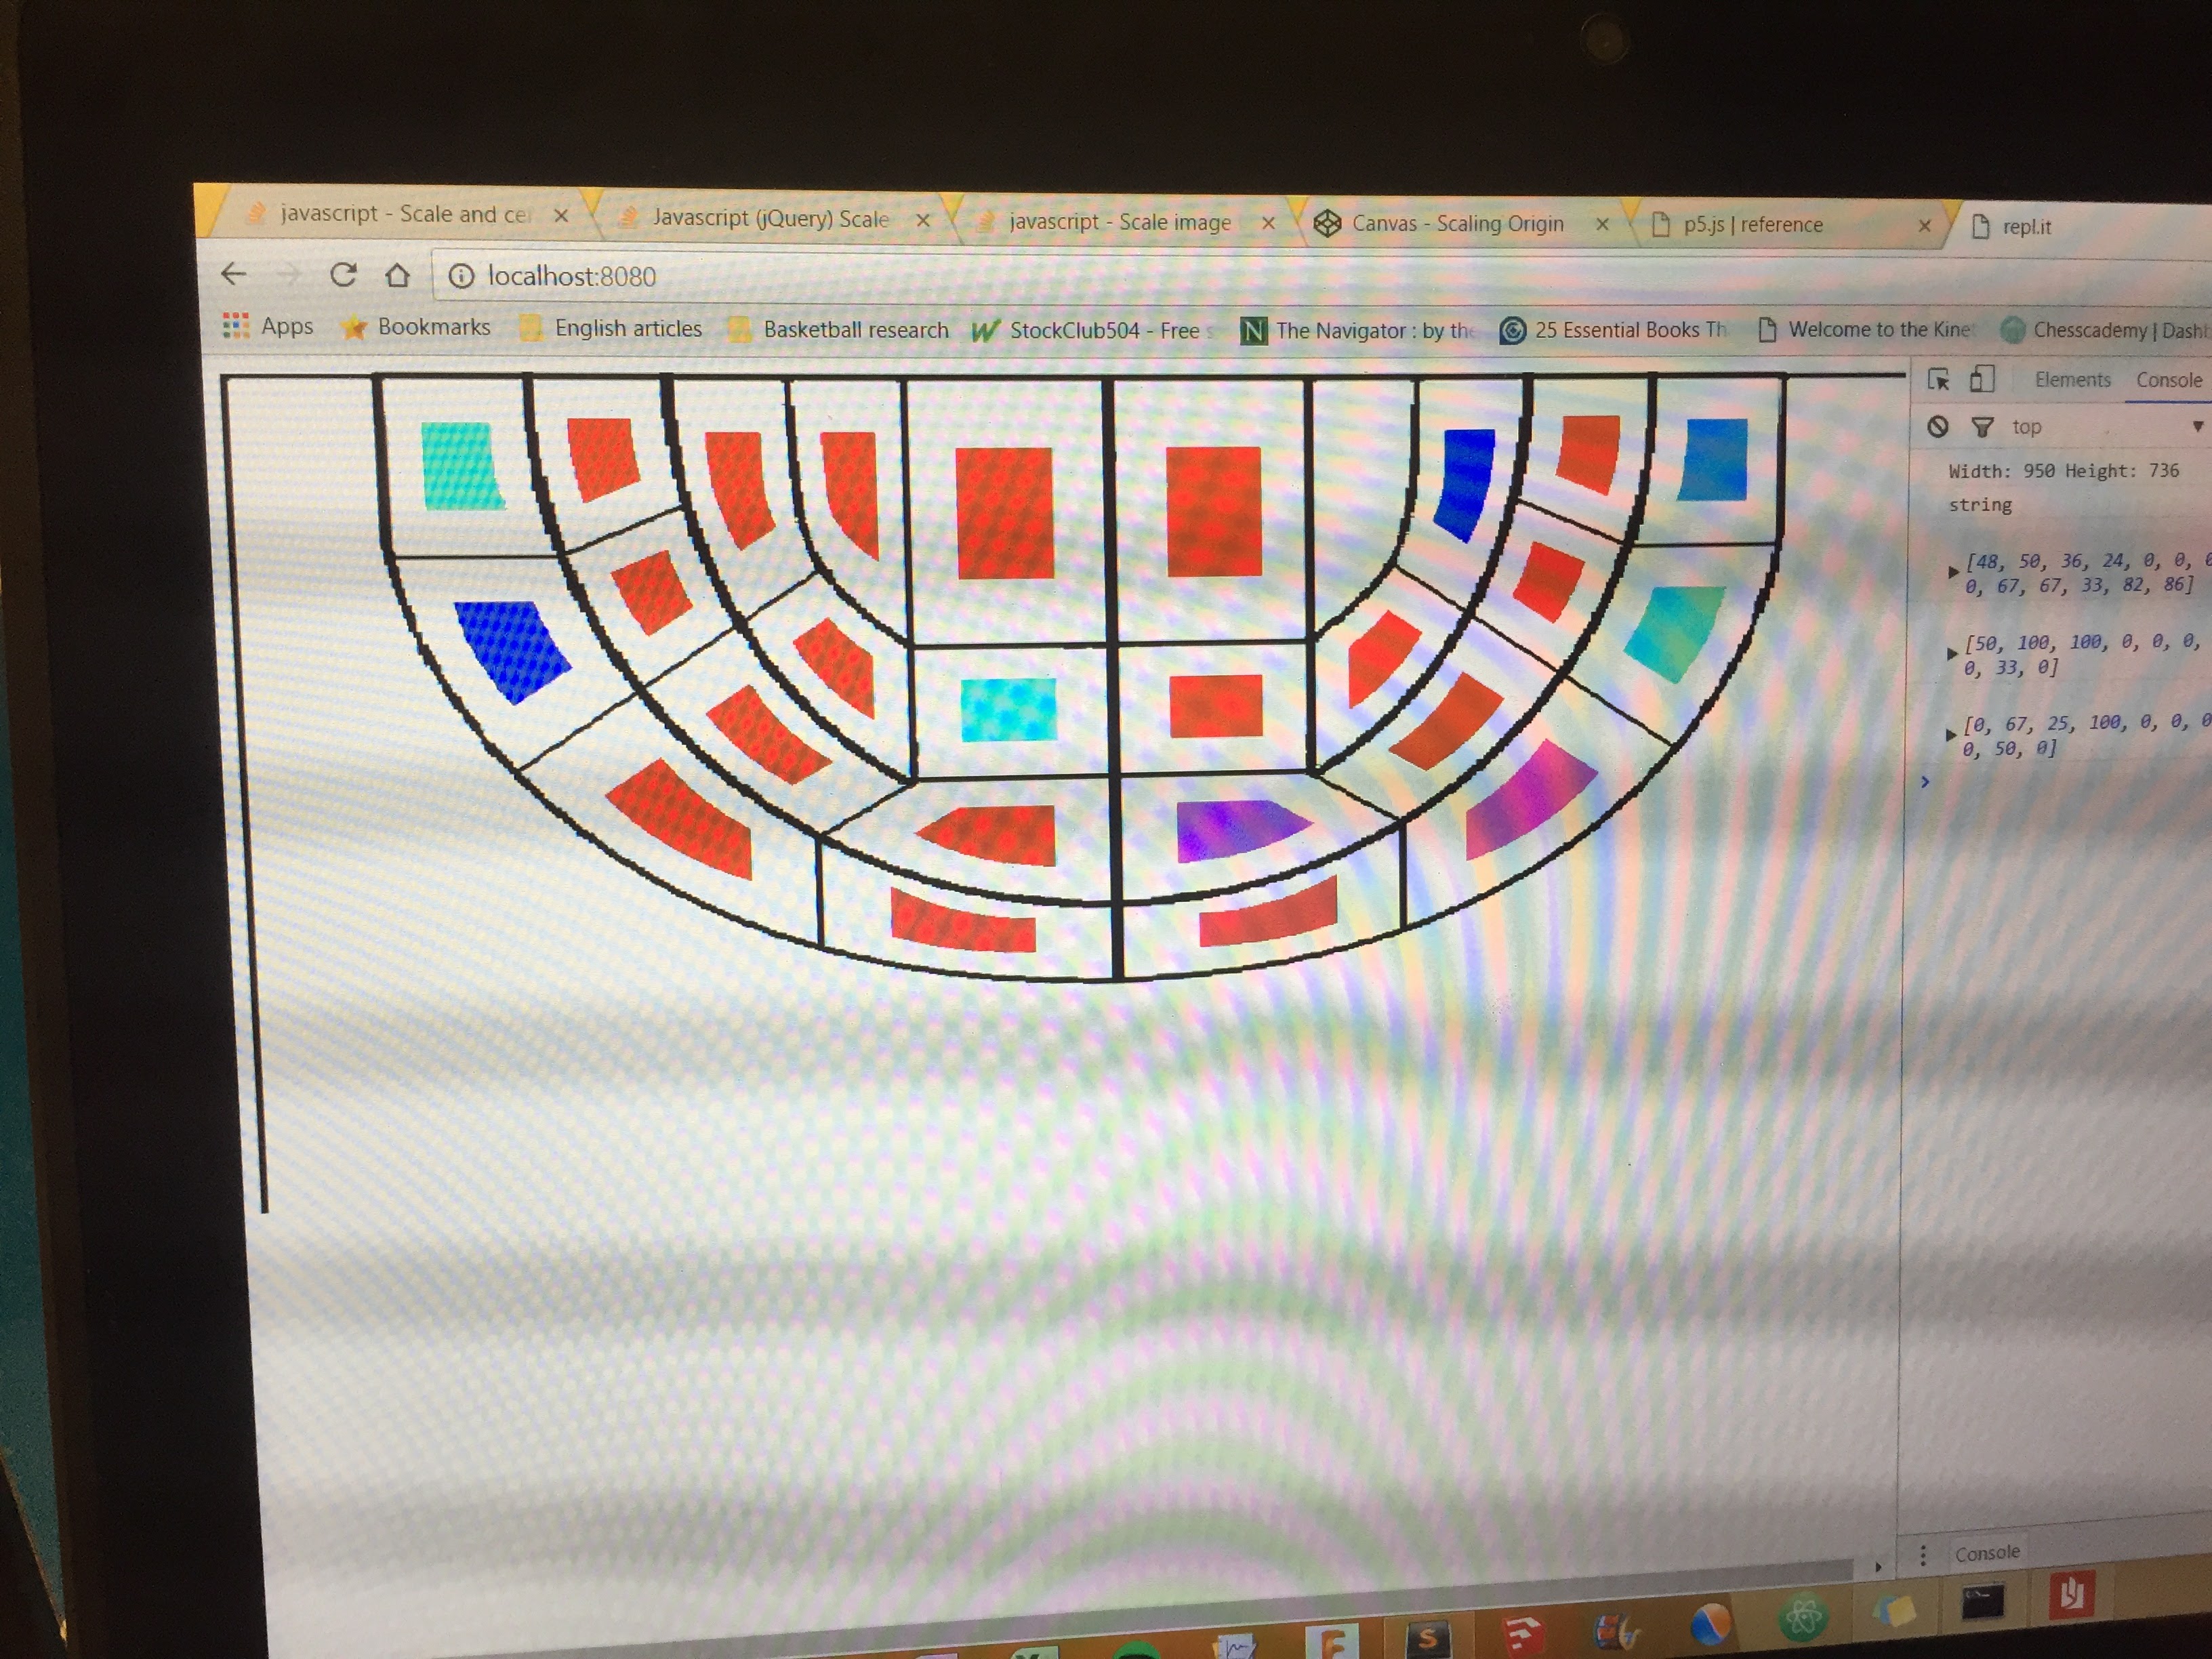 javascript - Scale and ce
Javascript (jQuery) Scale
javascript - Scale image
Canvas - Scaling Origin
p5.js | reference
repl.it
localhost:8080
Apps
Bookmarks
English articles
Basketball research
StockClub504 - Free
N
The Navigator : by the
25 Essential Books Th
Welcome to the Kine
Chesscademy | Dash
Elements
Console
top
Width: 950 Height: 736
string
[48, 50, 36, 24, 0, 0, 0
0, 67, 67, 33, 82, 86]
[50, 100, 100, 0, 0, 0,
0, 33, 0]
[0, 67, 25, 100, 0, 0, 0
0, 50, 0]
Console
F
S